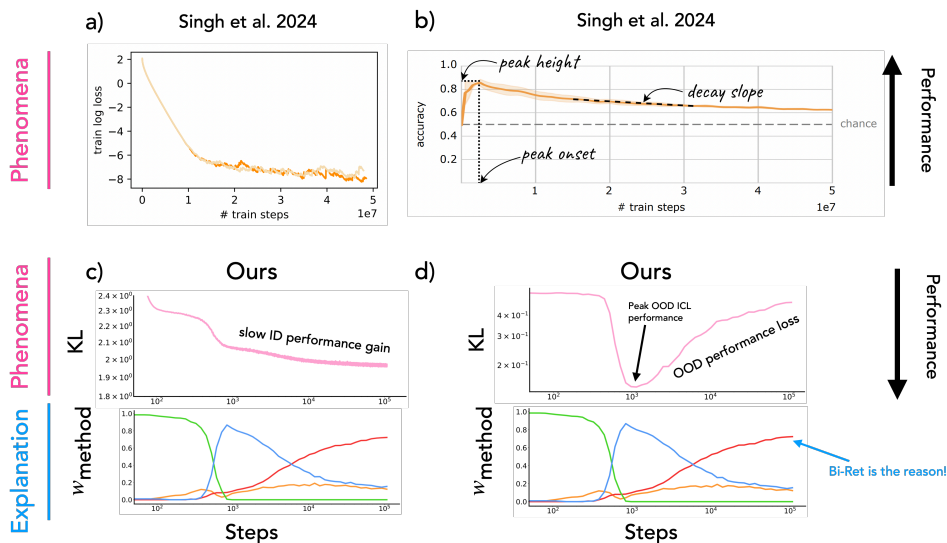 a)
Singh et al. 2024
b)
Singh et al. 2024
Phenomena
train log loss
2
0
−2
−4
−6
−8
0
1
2
3
4
5
# train steps
1e7
accuracy
1.0
0.8
0.6
0.4
0.2
peak height
decay slope
chance
peak onset
1
2
3
4
5
# train steps
1e7
Performance
c)
Ours
d)
Ours
Phenomena
KL
2.4 × 10⁰
2.3 × 10⁰
2.2 × 10⁰
2.1 × 10⁰
2 × 10⁰
1.9 × 10⁰
1.8 × 10⁰
slow ID performance gain
10²
10³
10⁴
10⁵
KL
4 × 10⁻¹
3 × 10⁻¹
2 × 10⁻¹
Peak OOD ICL
performance
OOD performance loss
10²
10³
10⁴
10⁵
Performance
Explanation
w method
1.0
0.8
0.6
0.4
0.2
0.0
10²
10³
10⁴
10⁵
Steps
w method
1.0
0.8
0.6
0.4
0.2
0.0
10²
10³
10⁴
10⁵
Steps
Bi-Ret is the reason!